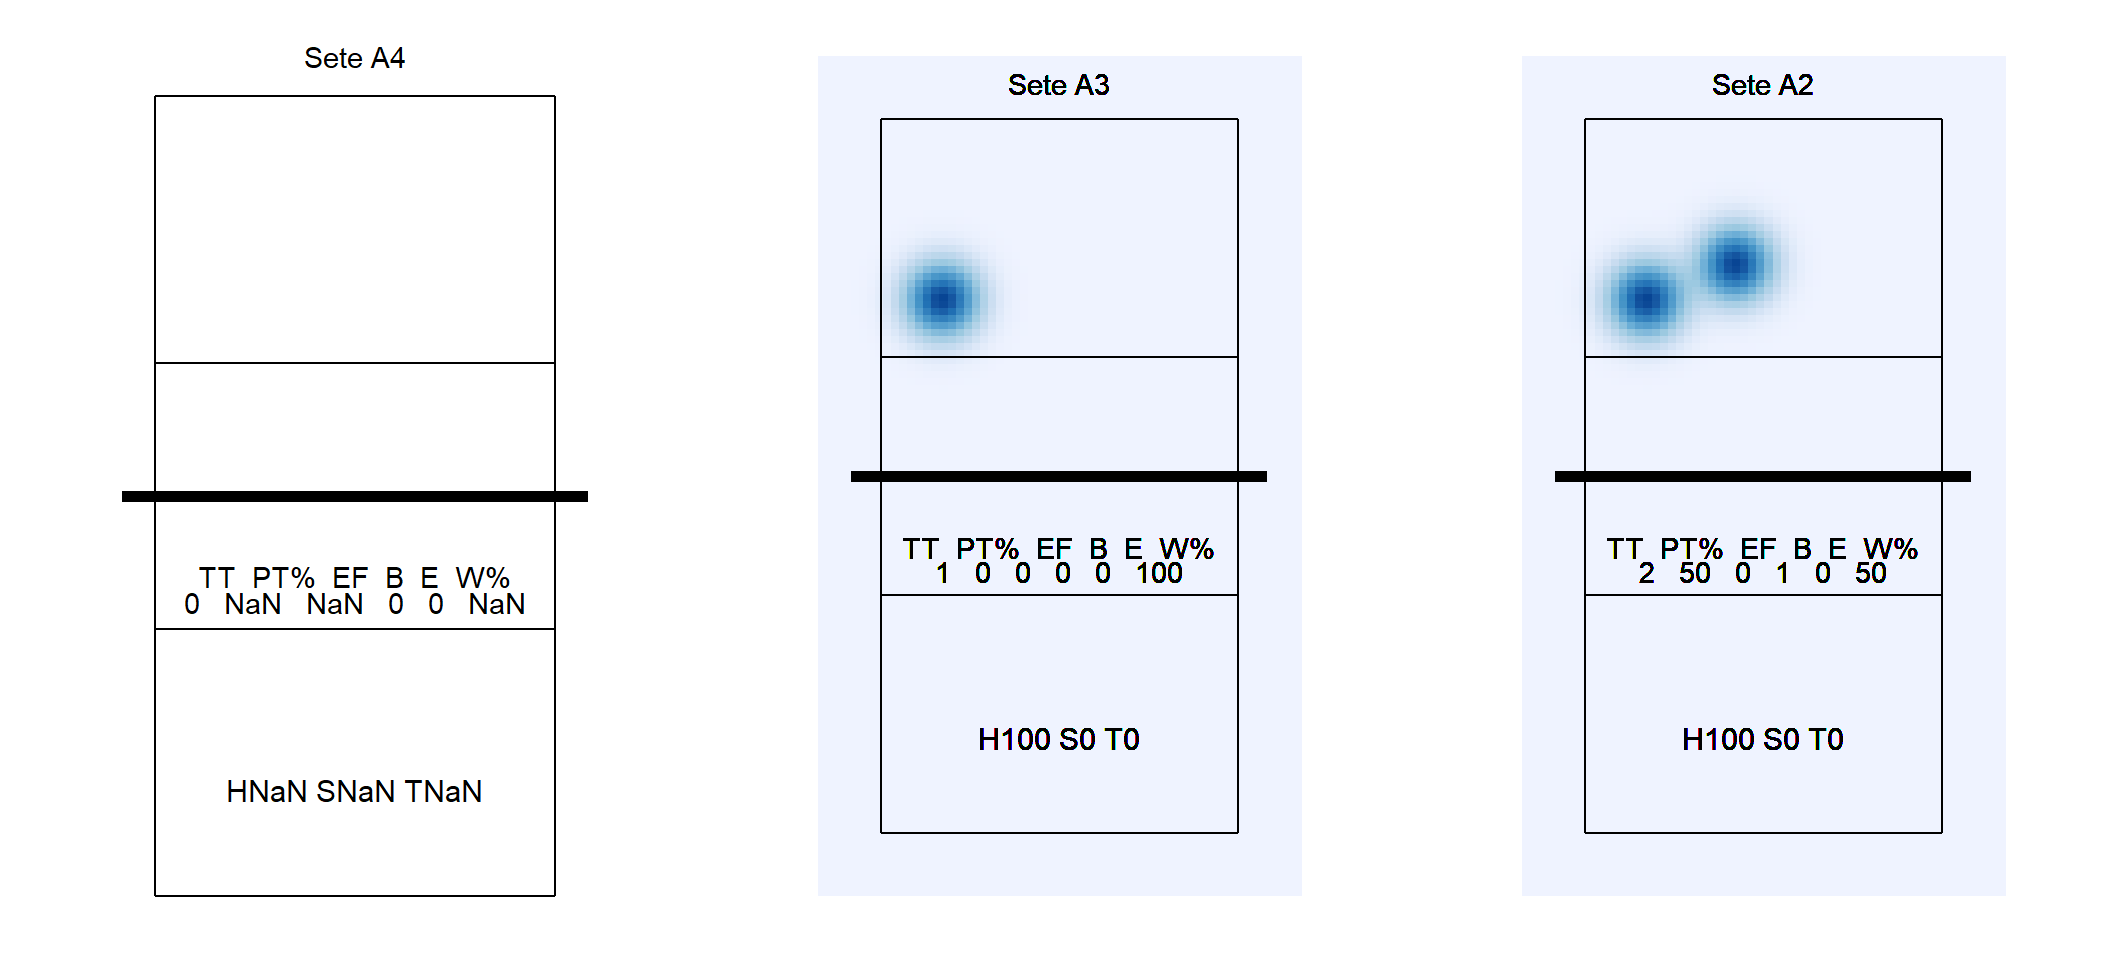 Sete A4
TT PT% EF B E W%
0 NaN NaN 0 0 NaN
HNaN SNaN TNaN
Sete A3
TT PT% EF B E W%
1 0 0 0 0 100
H100 S0 T0
Sete A2
TT PT% EF B E W%
2 50 0 1 0 50
H100 S0 T0